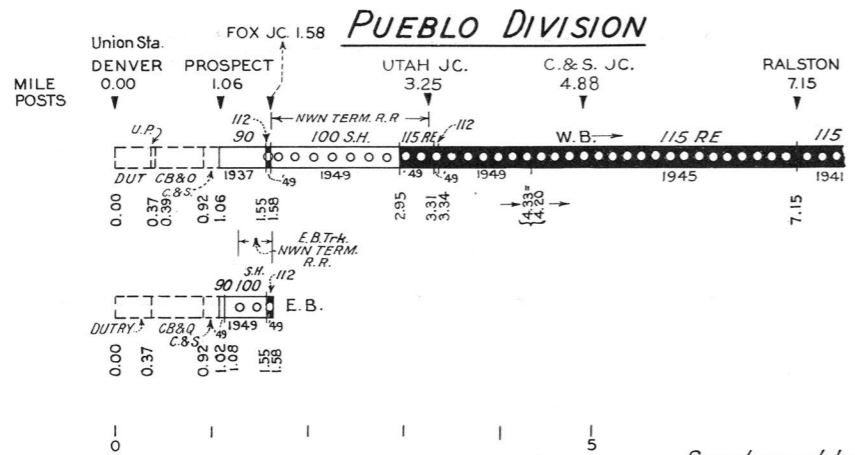 PUEBLO DIVISION
FOX JC. 1.58
Union Sta.
DENVER PROSPECT UTAH JC. C.& S. JC. RALSTON
MILE 0.00 1.06 3.25 4.88 7.15
POSTS
112 NWN TERM. R.R 112
U.P. 90 100 S.H. 115 RE W.B. 115 RE 115
DUT CB&Q C.&S. 1937 '49 1949 '49 '49 1949 1945 1941
0.00 0.37 0.39 0.92 1.06 1.55 1.58 2.95 3.31 3.34 4.33= 4.20 7.15
E.B.Trk.
NWN TERM.
R.R.
S.H. 112
90 100 E.B.
DUTRY. CB&Q C.&S. '49 1949 '49
0.00 0.37 0.92 1.02 1.08 1.55 1.58
0 5